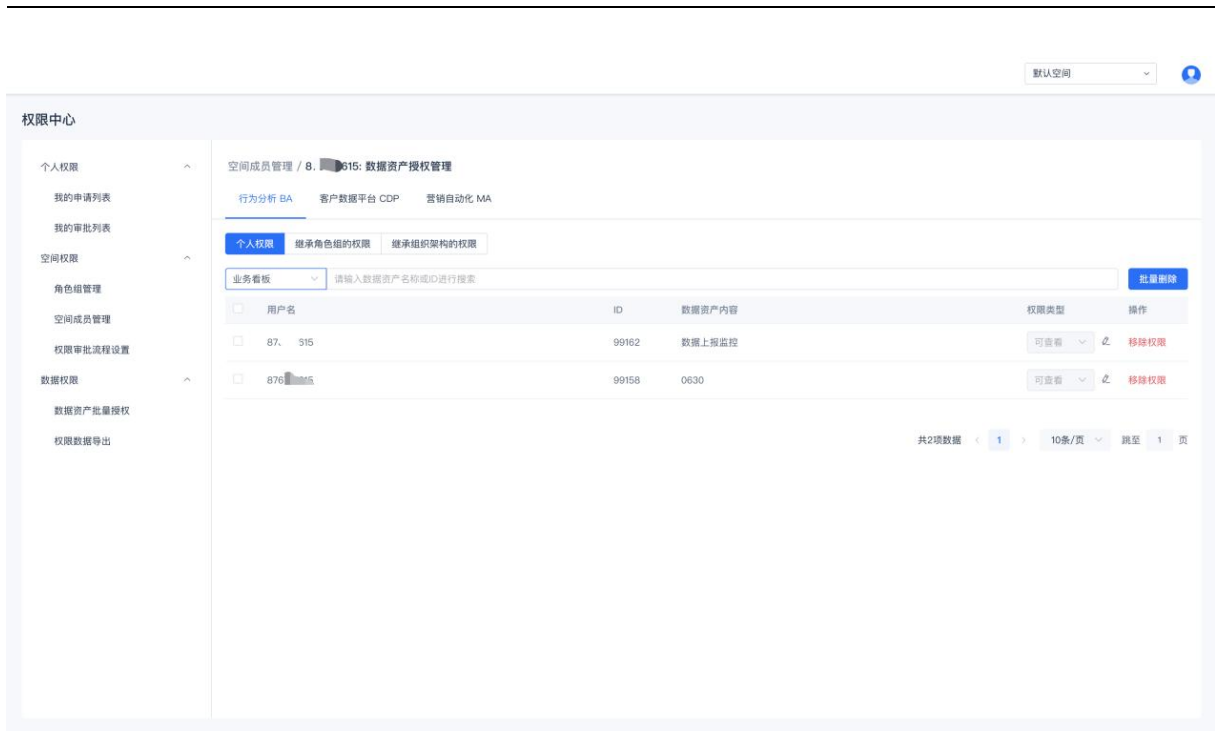 默认空间
权限中心
个人权限
我的申请列表
我的审批列表
空间权限
角色组管理
空间成员管理
权限审批流程设置
数据权限
数据资产批量授权
权限数据导出
空间成员管理 / 8. 615: 数据资产授权管理
行为分析 BA 客户数据平台 CDP 营销自动化 MA
个人权限 继承角色组的权限 继承组织架构的权限
业务看板 请输入数据资产名称或ID进行搜索 批量删除
用户名 ID 数据资产内容 权限类型 操作
87、 515 99162 数据上报监控 可查看 移除权限
876 99158 0630 可查看 移除权限
共2项数据 1 10条/页 跳至 1 页